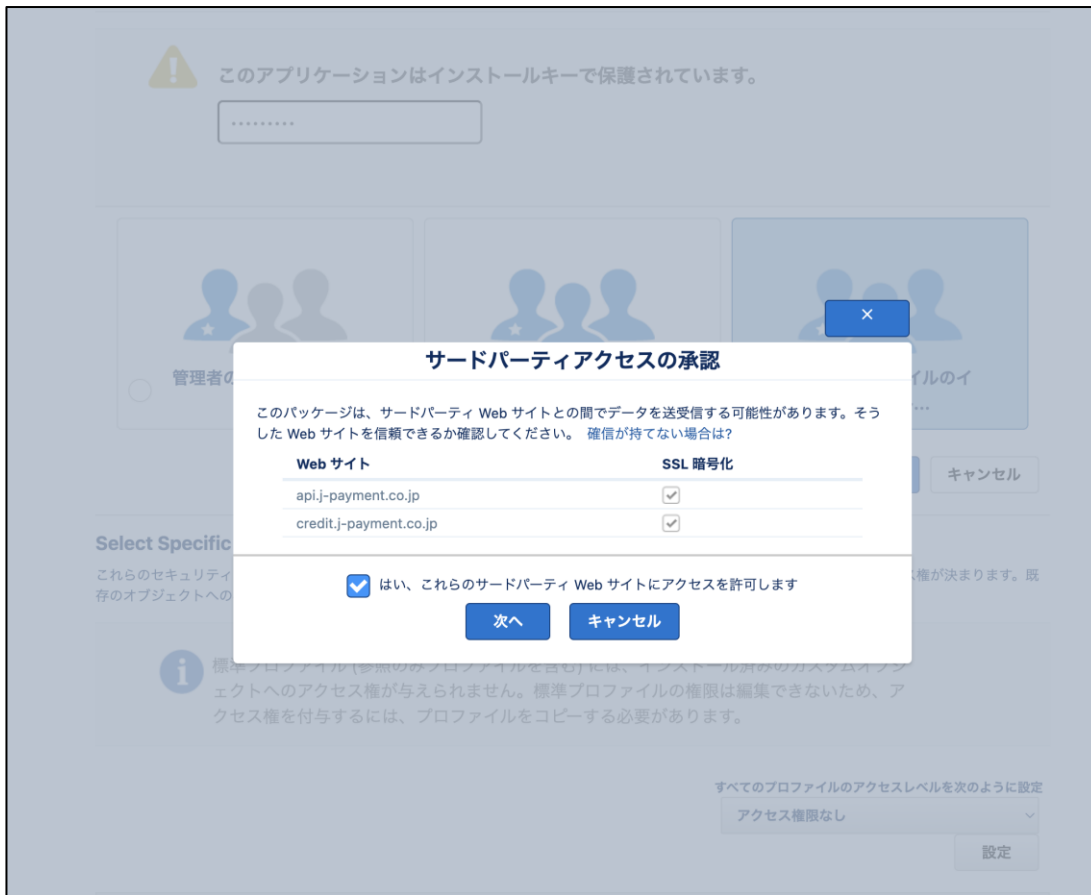 このアプリケーションはインストールキーで保護されています。
管理者の
イルのイ
...
×
サードパーティアクセスの承認
このパッケージは、サードパーティ Web サイトとの間でデータを送受信する可能性があります。そう
した Web サイトを信頼できるか確認してください。 確信が持てない場合は?
Web サイト SSL 暗号化
api.j-payment.co.jp
credit.j-payment.co.jp
はい、これらのサードパーティ Web サイトにアクセスを許可します
次へ キャンセル
キャンセル
Select Specific
これらのセキュリティ
ス権が決まります。既
存のオブジェクトへの
標準プロファイル (参照のみプロファイルを含む) には、インストール済みのカスタムオブジ
ェクトへのアクセス権が与えられません。標準プロファイルの権限は編集できないため、ア
クセス権を付与するには、プロファイルをコピーする必要があります。
すべてのプロファイルのアクセスレベルを次のように設定
アクセス権限なし
設定